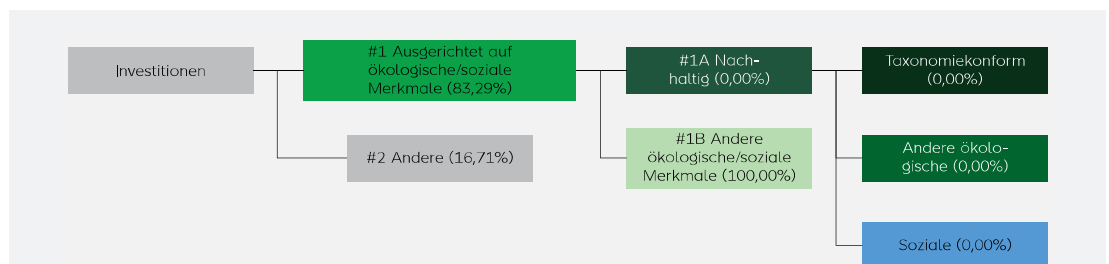 Investitionen
#1 Ausgerichtet auf
ökologische/soziale
Merkmale (83,29%)
#2 Andere (16,71%)
#1A Nach-
haltig (0,00%)
#1B Andere
ökologische/soziale
Merkmale (100,00%)
Taxonomiekonform
(0,00%)
Andere ökolo-
gische (0,00%)
Soziale (0,00%)